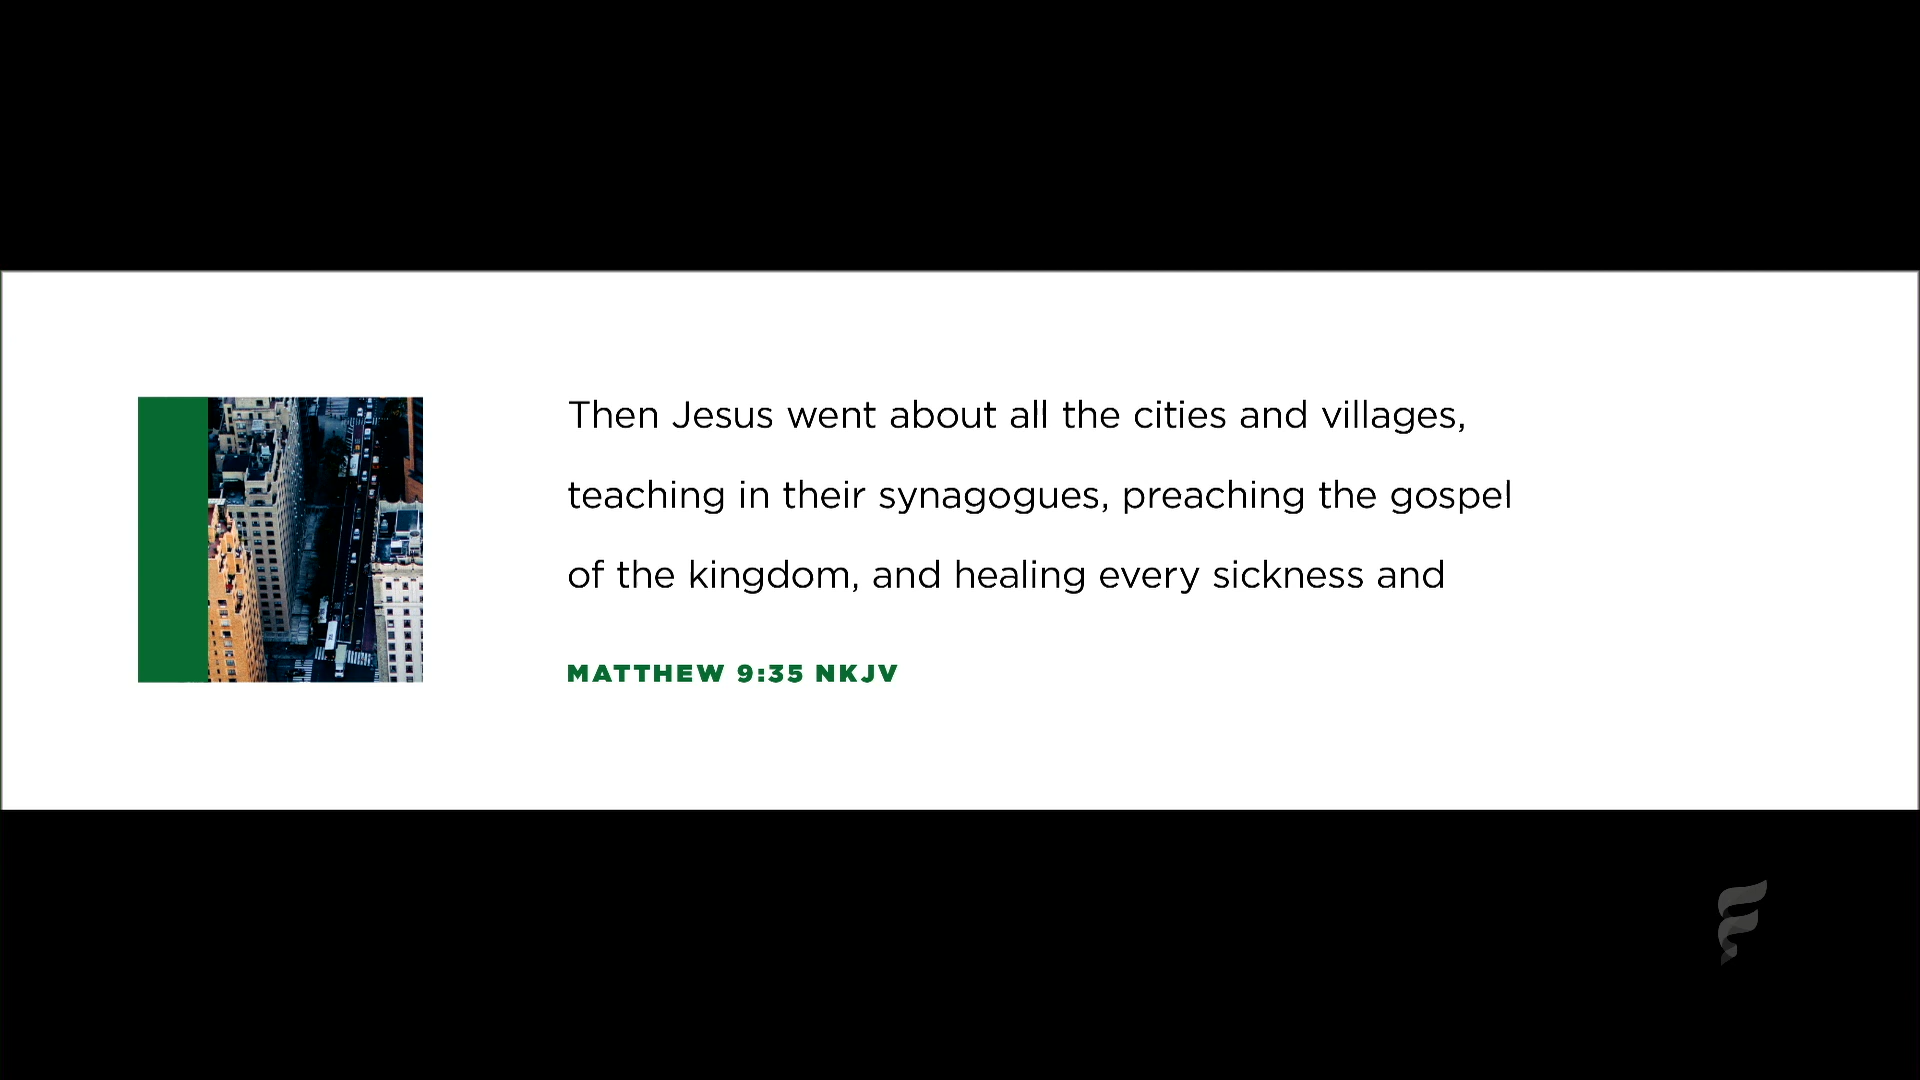 Then Jesus went about all the cities and villages,
teaching in their synagogues, preaching the gospel
of the kingdom, and healing every sickness and
MATTHEW 9:35 NKJV